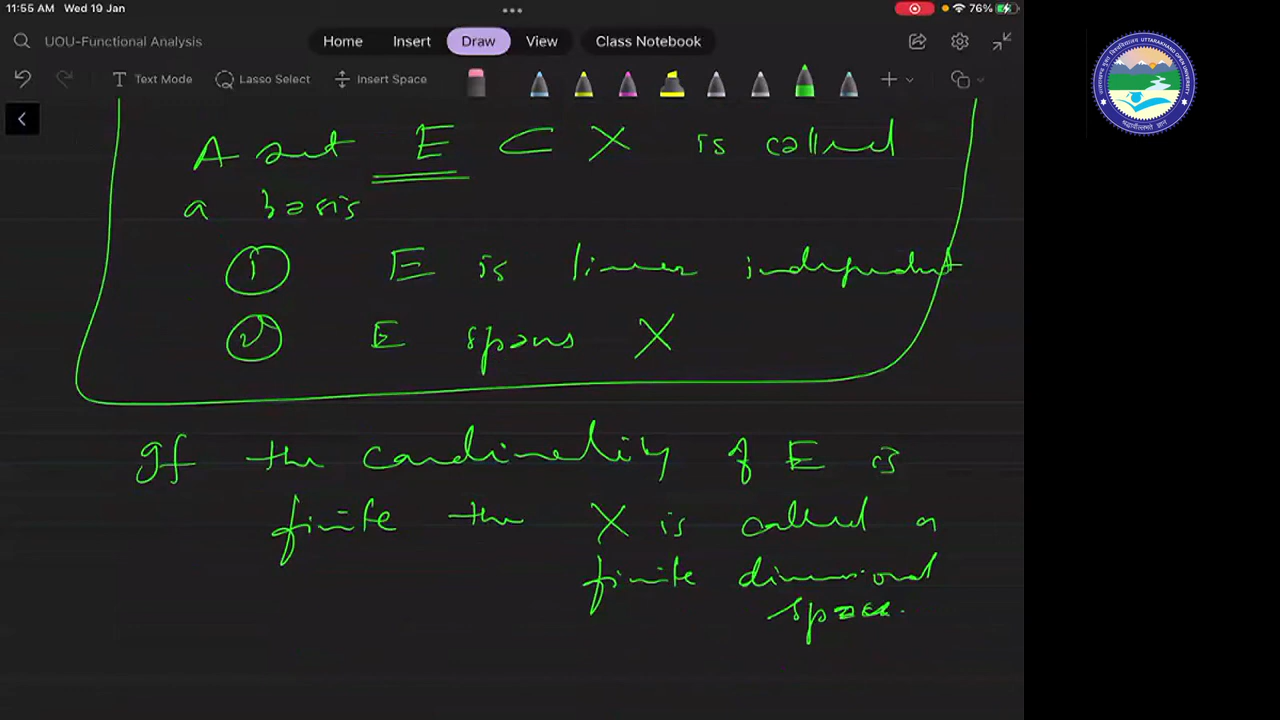 11:55 AM Wed 19 Jan
76%
UOU-Functional Analysis
Home Insert Draw View Class Notebook
Text Mode Lasso Select Insert Space
A set E ⊂ X is called
a basis
① E is linear independent
② E spans X
If the cardinality of E is
finite the X is called a
finite dimensional
space.